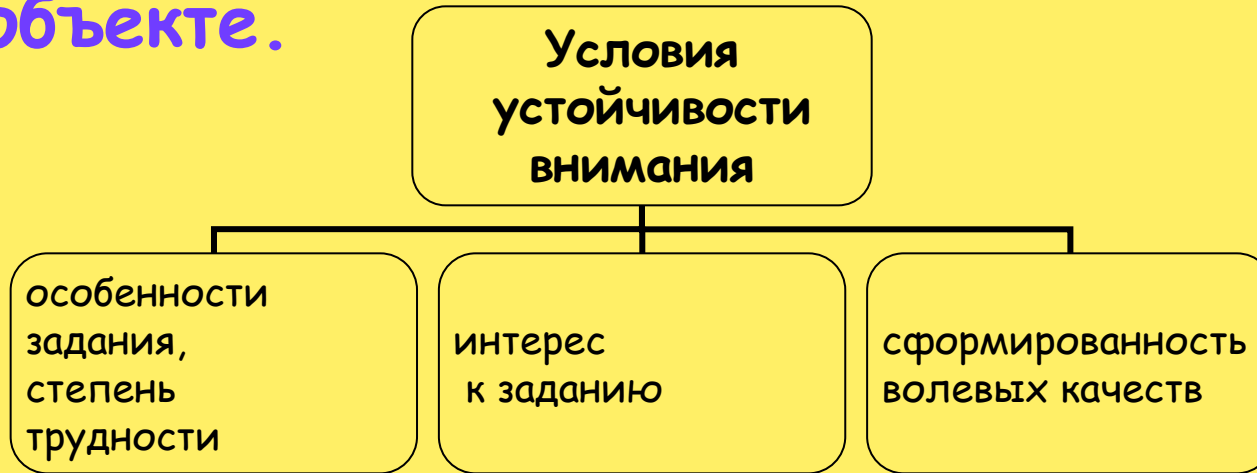 объекте.
Условия
устойчивости
внимания
особенности
задания,
степень
трудности
интерес
к заданию
сформированность
волевых качеств